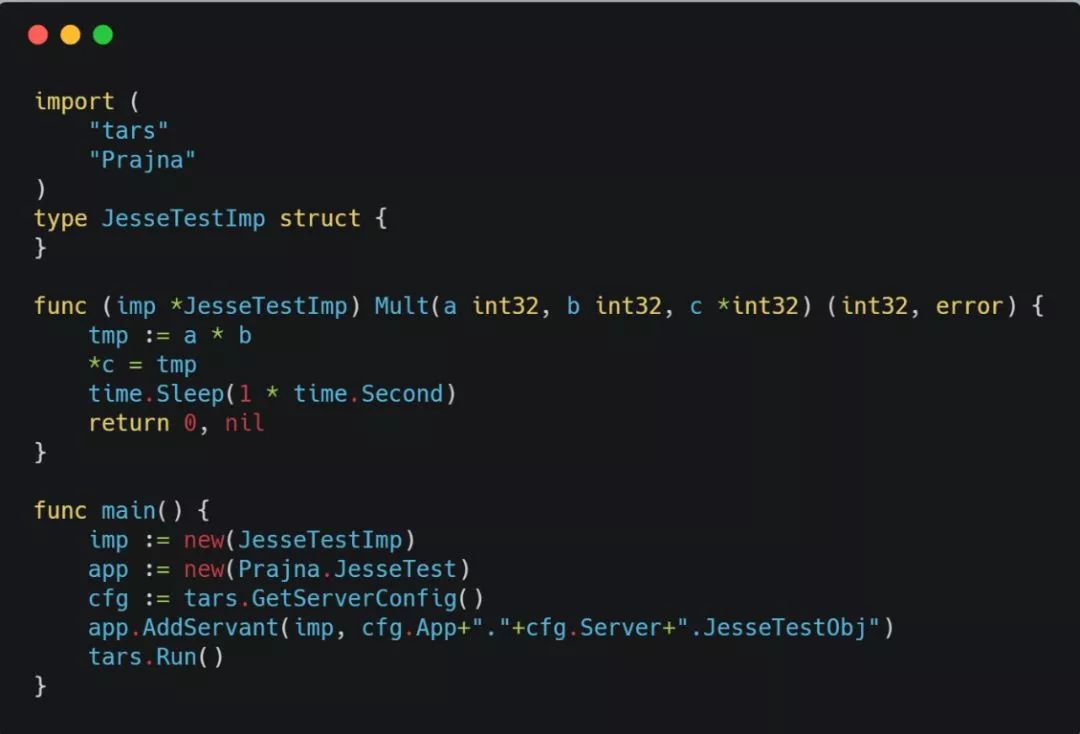 import (
    "tars"
    "Prajna"
)
type JesseTestImp struct {
}
func (imp *JesseTestImp) Mult(a int32, b int32, c *int32) (int32, error) {
    tmp := a * b
    *c = tmp
    time.Sleep(1 * time.Second)
    return 0, nil
}
func main() {
    imp := new(JesseTestImp)
    app := new(Prajna.JesseTest)
    cfg := tars.GetServerConfig()
    app.AddServant(imp, cfg.App+"."+cfg.Server+".JesseTestObj")
    tars.Run()
}